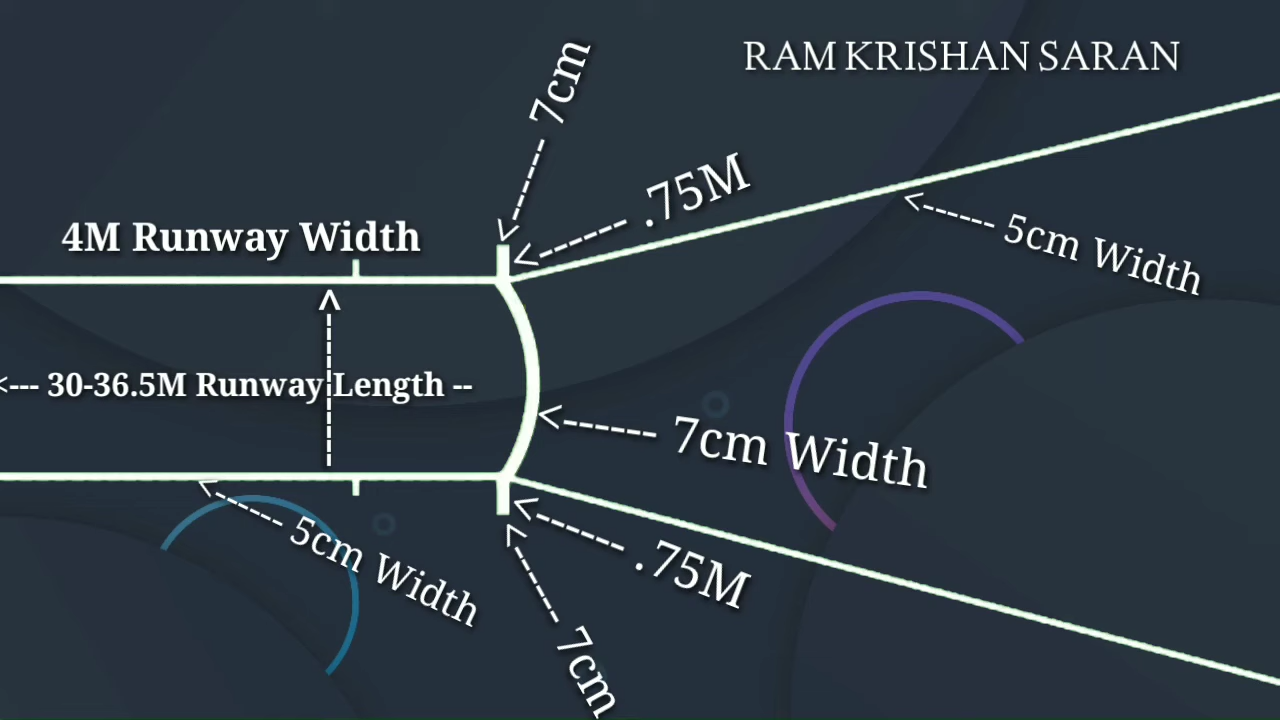 RAM KRISHAN SARAN
7cm
.75M
4M Runway Width
5cm Width
<--- 30-36.5M Runway Length --
7cm Width
5cm Width
.75M
7cm